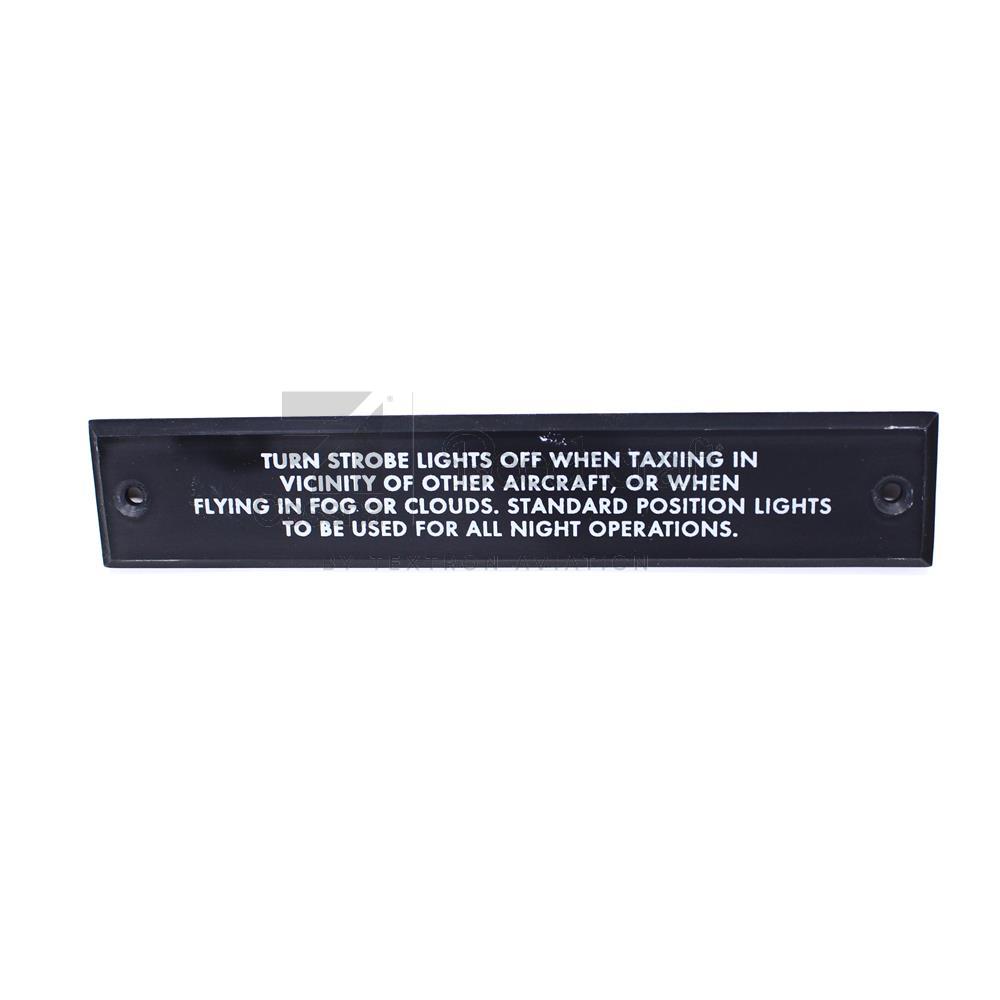 TURN STROBE LIGHTS OFF WHEN TAXIING IN
VICINITY OF OTHER AIRCRAFT, OR WHEN
FLYING IN FOG OR CLOUDS. STANDARD POSITION LIGHTS
TO BE USED FOR ALL NIGHT OPERATIONS.
BY TEXTRON AVIATION